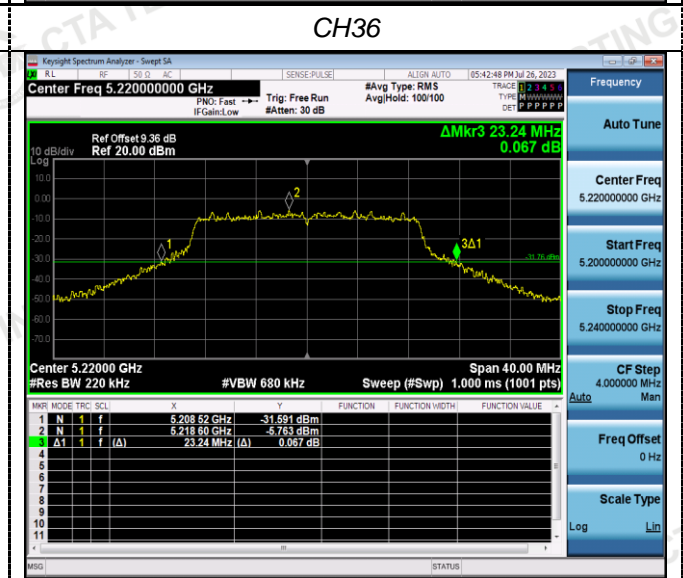 CH36
Keysight Spectrum Analyzer - Swept SA
RL RF 50 Ω AC SENSE:PULSE ALIGN AUTO 05:42:48 PM Jul 26, 2023
Center Freq 5.220000000 GHz
PNO: Fast
IFGain:Low
Trig: Free Run
#Atten: 30 dB
#Avg Type: RMS
Avg|Hold: 100/100
TRACE 1 2 3 4 5 6
TYPE M W W W W W
DET P P P P P P
Frequency
Auto Tune
Center Freq
5.220000000 GHz
Start Freq
5.200000000 GHz
Stop Freq
5.240000000 GHz
CF Step
4.000000 MHz
Auto Man
Freq Offset
0 Hz
Scale Type
Log Lin
ΔMkr3 23.24 MHz
0.067 dB
Ref Offset 9.36 dB
Ref 20.00 dBm
10 dB/div
Log
10.0
0.00
-10.0
-20.0
-30.0
-40.0
-50.0
-60.0
-70.0
1
2
3Δ1
-31.76 dBm
Center 5.22000 GHz
#Res BW 220 kHz
#VBW 680 kHz
Span 40.00 MHz
Sweep (#Swp) 1.000 ms (1001 pts)
MKR MODE TRC SCL X Y FUNCTION FUNCTION WIDTH FUNCTION VALUE
1 N 1 f 5.208 52 GHz -31.591 dBm
2 N 1 f 5.218 60 GHz -5.763 dBm
3 Δ1 1 f (Δ) 23.24 MHz (Δ) 0.067 dB
4
5
6
7
8
9
10
11
MSG
STATUS